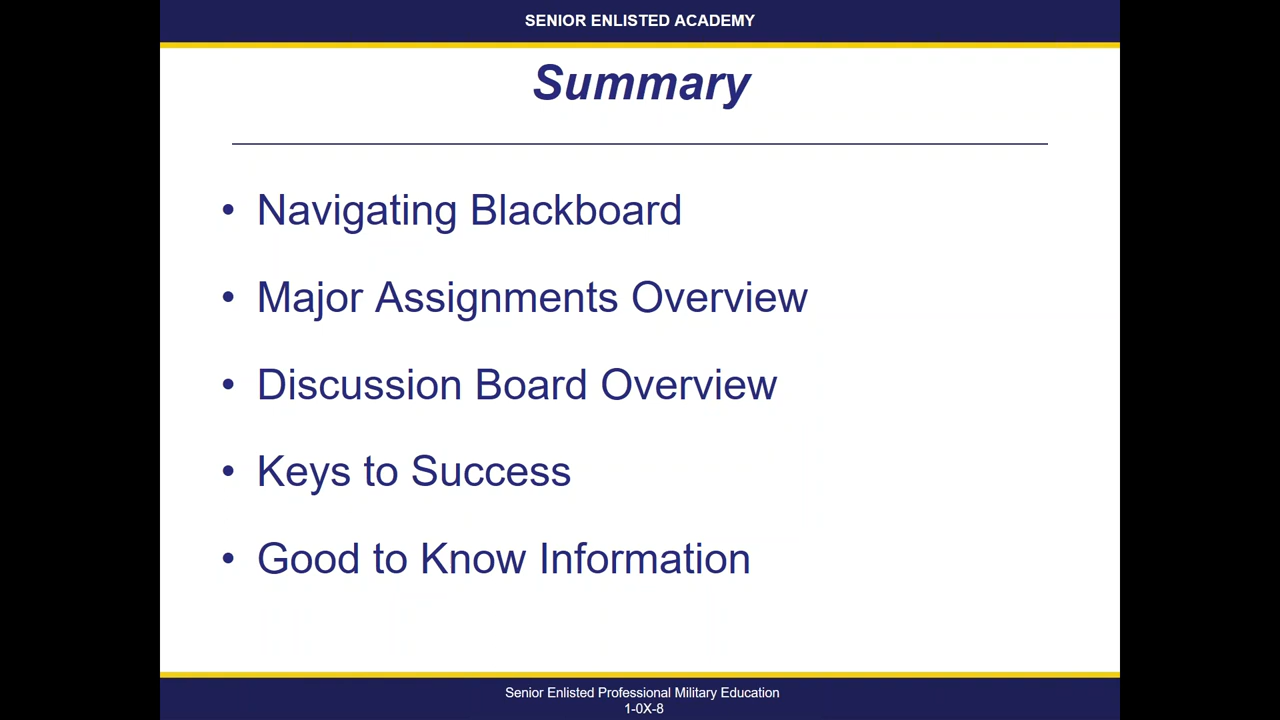 SENIOR ENLISTED ACADEMY
Summary
• Navigating Blackboard
• Major Assignments Overview
• Discussion Board Overview
• Keys to Success
• Good to Know Information
Senior Enlisted Professional Military Education
1-0X-8